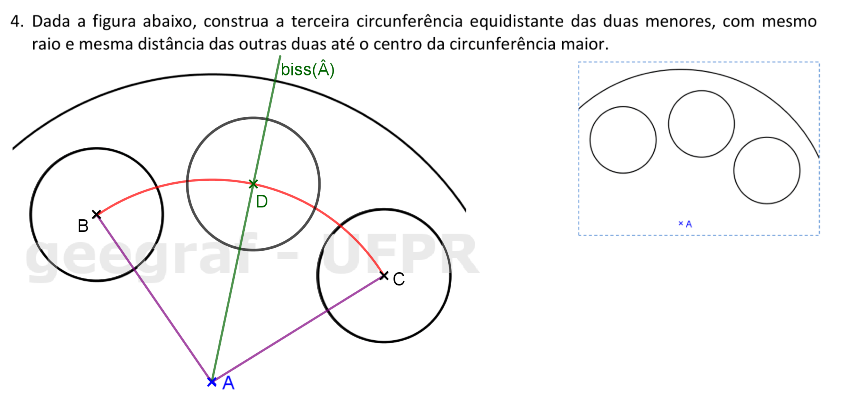 4. Dada a figura abaixo, construa a terceira circunferência equidistante das duas menores, com mesmo
raio e mesma distância das outras duas até o centro da circunferência maior.
biss(Â)
D
B
geegraf - UFPR
C
A
A